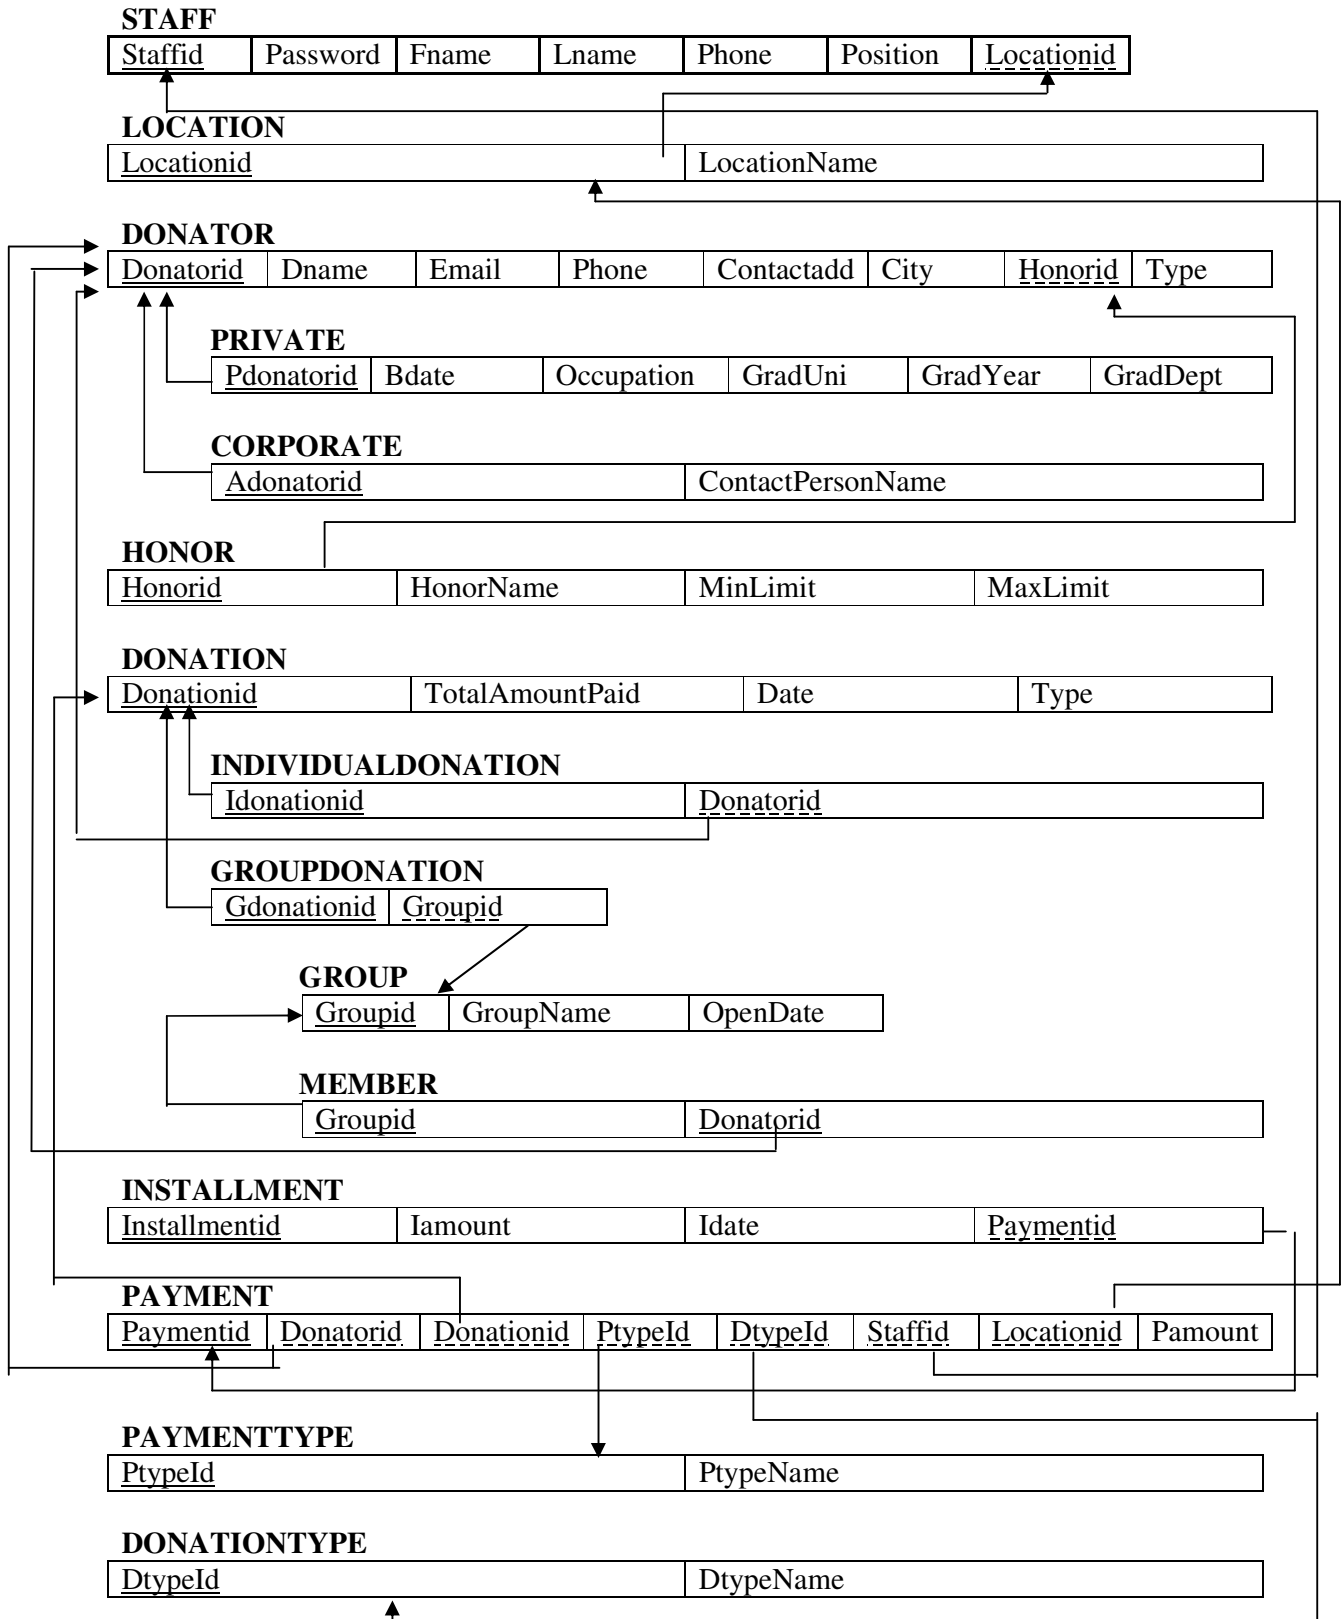 STAFF
Staffid Password Fname Lname Phone Position Locationid
LOCATION
Locationid LocationName
DONATOR
Donatorid Dname Email Phone Contactadd City Honorid Type
PRIVATE
Pdonatorid Bdate Occupation GradUni GradYear GradDept
CORPORATE
Adonatorid ContactPersonName
HONOR
Honorid HonorName MinLimit MaxLimit
DONATION
Donationid TotalAmountPaid Date Type
INDIVIDUALDONATION
Idonationid Donatorid
GROUPDONATION
Gdonationid Groupid
GROUP
Groupid GroupName OpenDate
MEMBER
Groupid Donatorid
INSTALLMENT
Installmentid Iamount Idate Paymentid
PAYMENT
Paymentid Donatorid Donationid PtypeId DtypeId Staffid Locationid Pamount
PAYMENTTYPE
PtypeId PtypeName
DONATIONTYPE
DtypeId DtypeName